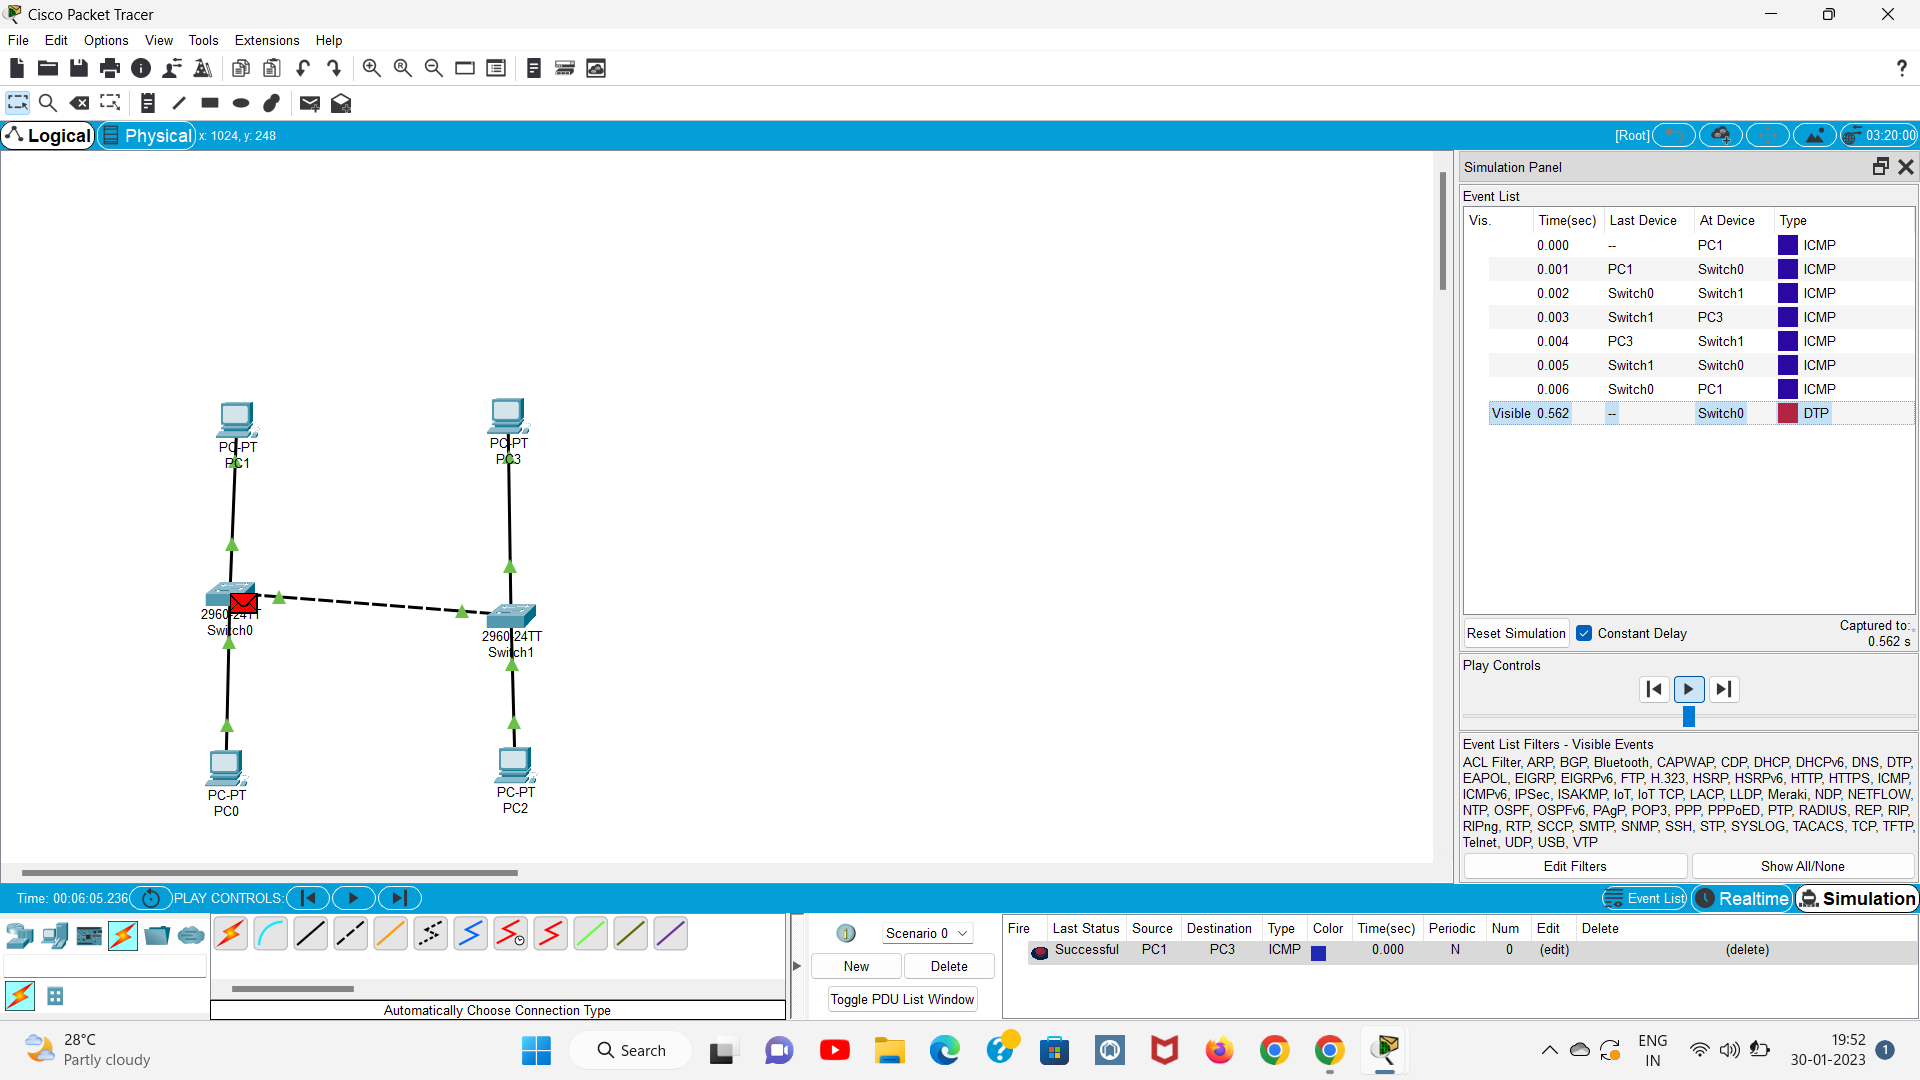 Cisco Packet Tracer
File Edit Options View Tools Extensions Help
?
Logical Physical x: 1024, y: 248 [Root] 03:20:00
Simulation Panel
Event List
Vis. Time(sec) Last Device At Device Type
0.000 -- PC1 ICMP
0.001 PC1 Switch0 ICMP
0.002 Switch0 Switch1 ICMP
0.003 Switch1 PC3 ICMP
0.004 PC3 Switch1 ICMP
0.005 Switch1 Switch0 ICMP
0.006 Switch0 PC1 ICMP
Visible 0.562 -- Switch0 DTP
PC-PT
PC1
PC-PT
PC3
2960-24TT
Switch0
2960-24TT
Switch1
PC-PT
PC0
PC-PT
PC2
Reset Simulation Constant Delay Captured to:
0.562 s
Play Controls
Event List Filters - Visible Events
ACL Filter, ARP, BGP, Bluetooth, CAPWAP, CDP, DHCP, DHCPv6, DNS, DTP,
EAPOL, EIGRP, EIGRPv6, FTP, H.323, HSRP, HSRPv6, HTTP, HTTPS, ICMP,
ICMPv6, IPSec, ISAKMP, IoT, IoT TCP, LACP, LLDP, Meraki, NDP, NETFLOW,
NTP, OSPF, OSPFv6, PAgP, POP3, PPP, PPPoED, PTP, RADIUS, REP, RIP,
RIPng, RTP, SCCP, SMTP, SNMP, SSH, STP, SYSLOG, TACACS, TCP, TFTP,
Telnet, UDP, USB, VTP
Edit Filters Show All/None
Time: 00:06:05.236 PLAY CONTROLS: Event List Realtime Simulation
Scenario 0
New Delete
Toggle PDU List Window
Fire Last Status Source Destination Type Color Time(sec) Periodic Num Edit Delete
Successful PC1 PC3 ICMP 0.000 N 0 (edit) (delete)
Automatically Choose Connection Type
28°C
Partly cloudy
Search
ENG
IN
19:52
30-01-2023
1